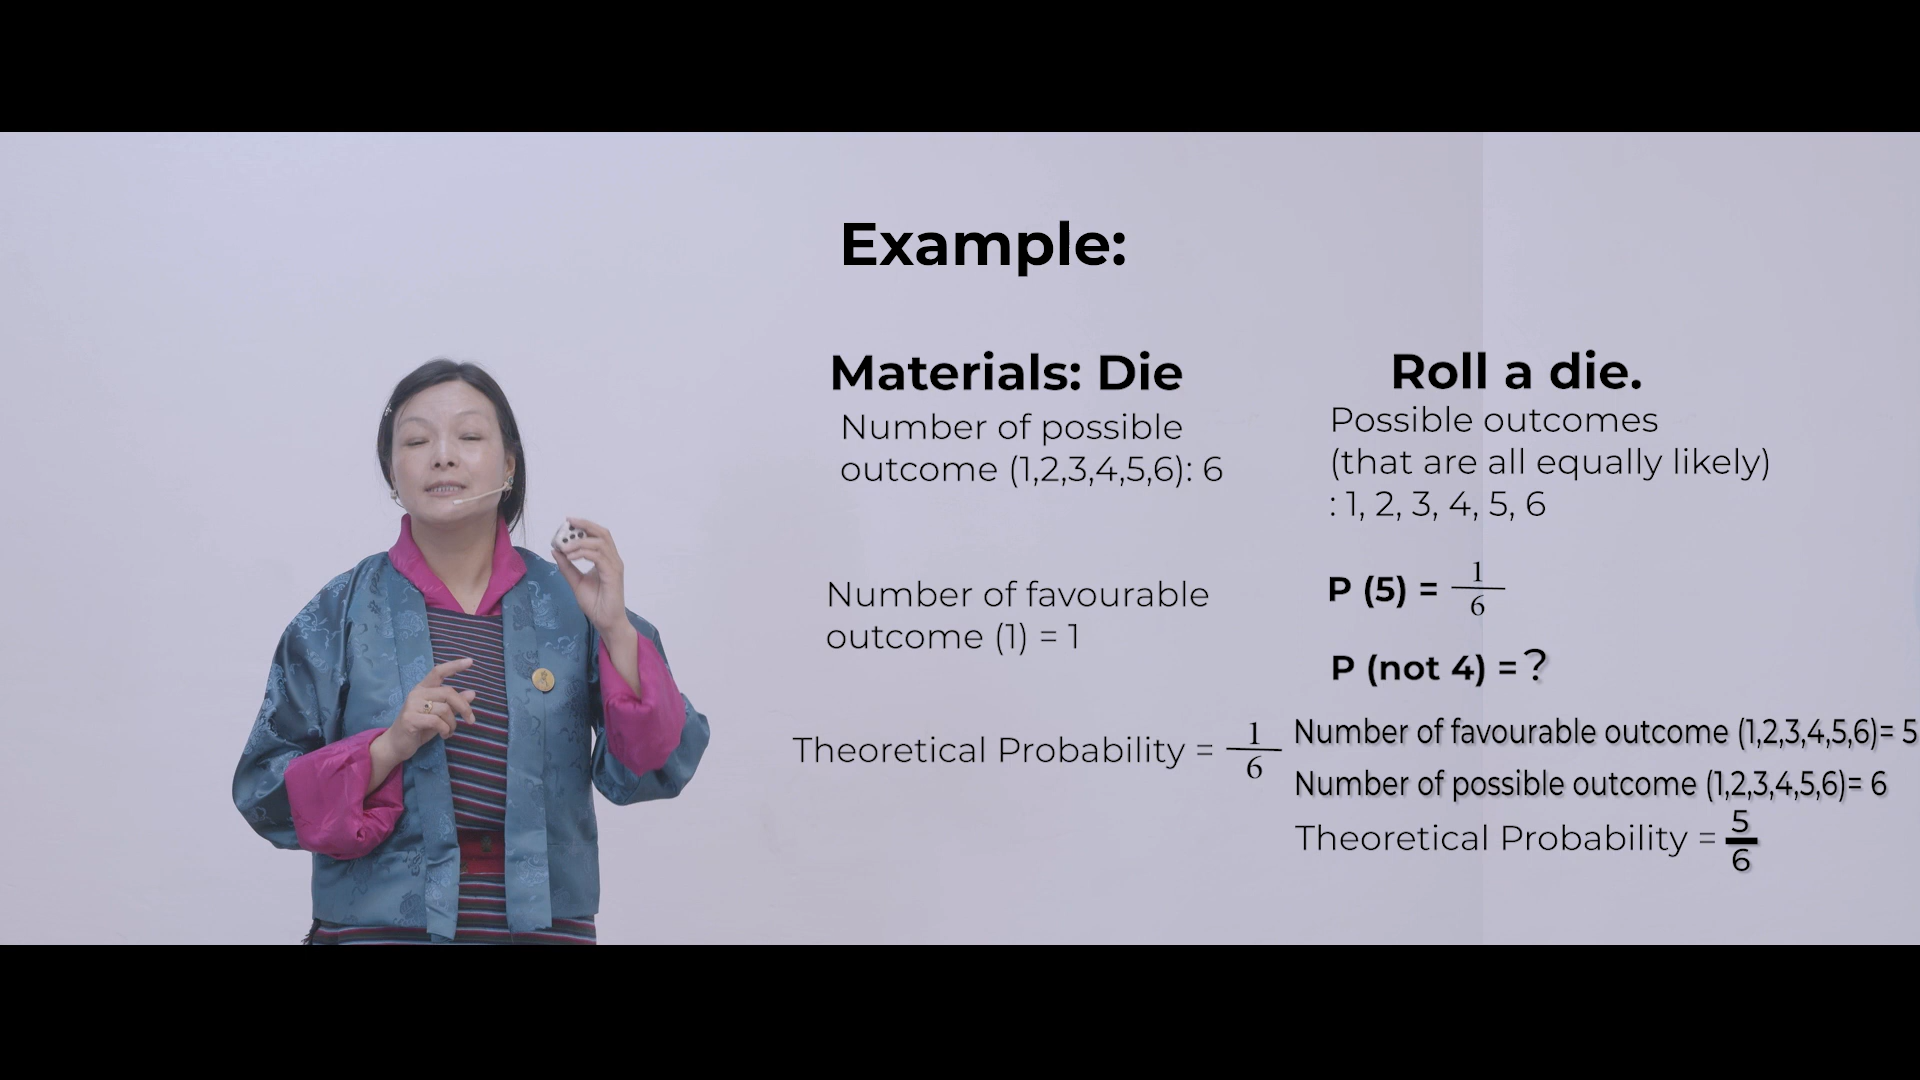 Example:
Materials: Die
Number of possible
outcome (1,2,3,4,5,6): 6
Number of favourable
outcome (1) = 1
Theoretical Probability = 1/6
Roll a die.
Possible outcomes
(that are all equally likely)
: 1, 2, 3, 4, 5, 6
P (5) = 1/6
P (not 4) = ?
Number of favourable outcome (1,2,3,4,5,6)= 5
Number of possible outcome (1,2,3,4,5,6)= 6
Theoretical Probability = 5/6